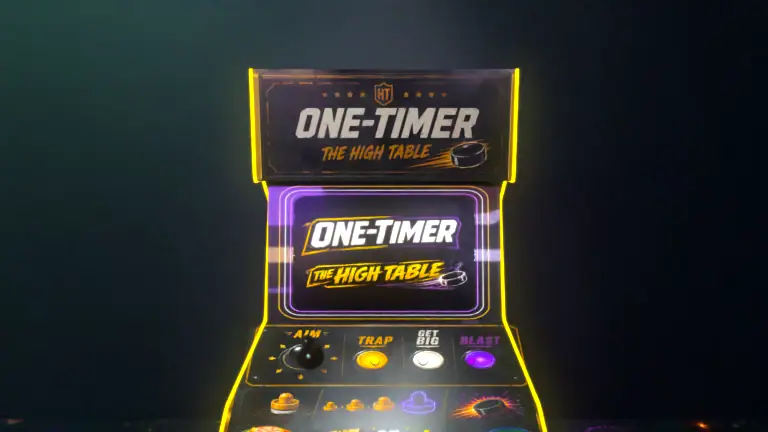 HT
ONE-TIMER
THE HIGH TABLE
ONE-TIMER
THE HIGH TABLE
AIM
TRAP
GET
BIG
BLAST